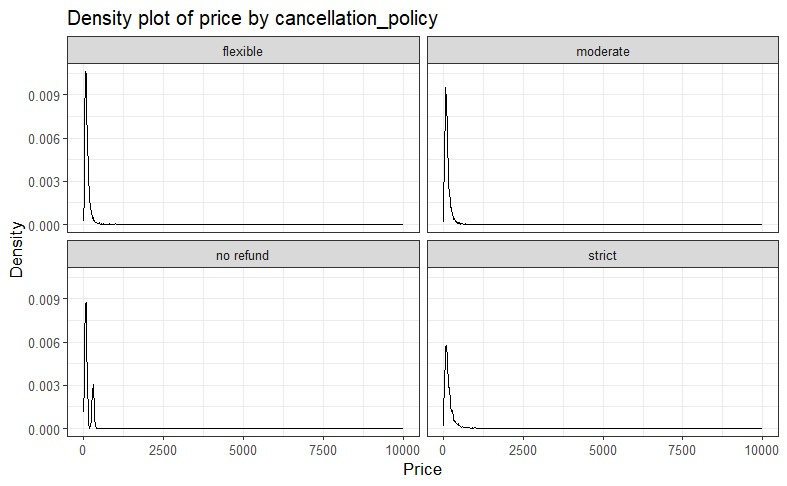 Density plot of price by cancellation_policy
flexible
moderate
0.009
0.006
0.003
0.000
no refund
strict
0.009
0.006
0.003
0.000
Density
0 2500 5000 7500 10000
0 2500 5000 7500 10000
Price